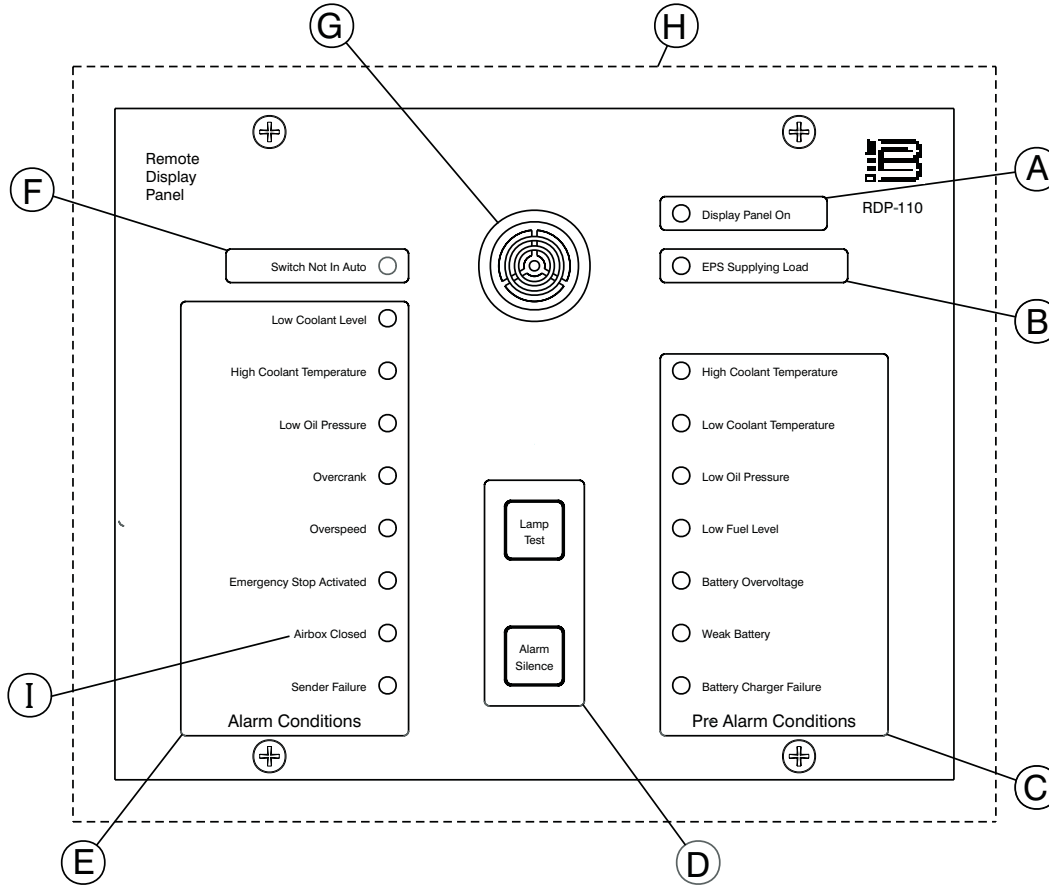 G
H
Remote
Display
Panel
A
F
Display Panel On
RDP-110
Switch Not In Auto
EPS Supplying Load
B
Low Coolant Level
High Coolant Temperature
Low Oil Pressure
Overcrank
Overspeed
Emergency Stop Activated
Airbox Closed
Sender Failure
Alarm Conditions
Lamp
Test
Alarm
Silence
High Coolant Temperature
Low Coolant Temperature
Low Oil Pressure
Low Fuel Level
Battery Overvoltage
Weak Battery
Battery Charger Failure
Pre Alarm Conditions
I
C
E
D